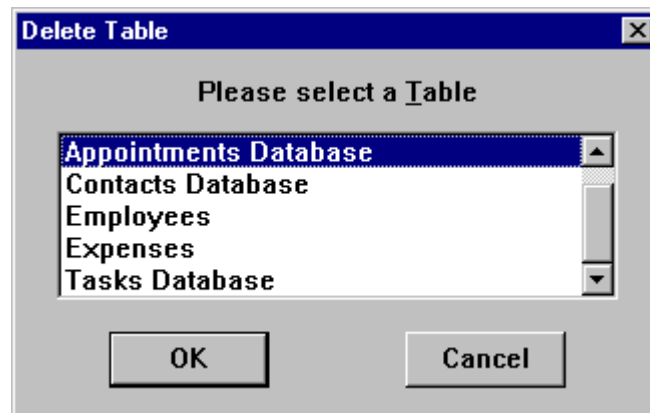 Delete Table
Please select a Table
Appointments Database
Contacts Database
Employees
Expenses
Tasks Database
OK
Cancel